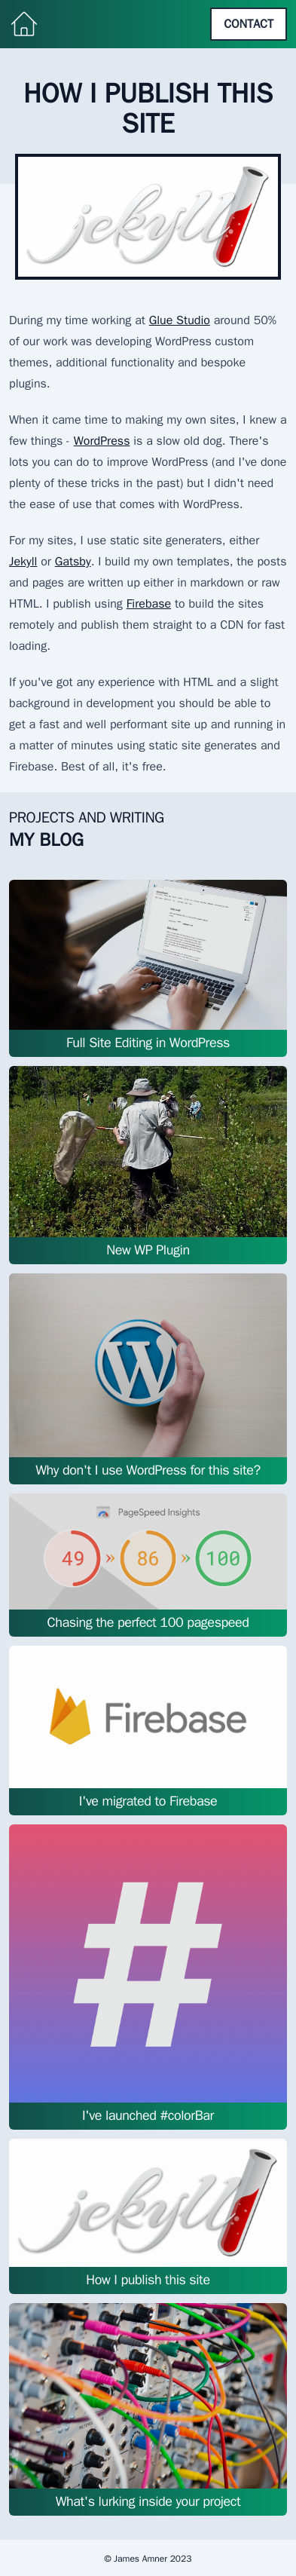 CONTACT
HOW I PUBLISH THIS
SITE
jekyll
During my time working at Glue Studio around 50%
of our work was developing WordPress custom
themes, additional functionality and bespoke
plugins.
When it came time to making my own sites, I knew a
few things - WordPress is a slow old dog. There's
lots you can do to improve WordPress (and I've done
plenty of these tricks in the past) but I didn't need
the ease of use that comes with WordPress.
For my sites, I use static site generaters, either
Jekyll or Gatsby. I build my own templates, the posts
and pages are written up either in markdown or raw
HTML. I publish using Firebase to build the sites
remotely and publish them straight to a CDN for fast
loading.
If you've got any experience with HTML and a slight
background in development you should be able to
get a fast and well performant site up and running in
a matter of minutes using static site generates and
Firebase. Best of all, it's free.
PROJECTS AND WRITING
MY BLOG
Full Site Editing in WordPress
New WP Plugin
Why don't I use WordPress for this site?
PageSpeed Insights
49 » 86 » 100
Chasing the perfect 100 pagespeed
Firebase
I've migrated to Firebase
#
I've launched #colorBar
jekyll
How I publish this site
What's lurking inside your project
© James Amner 2023